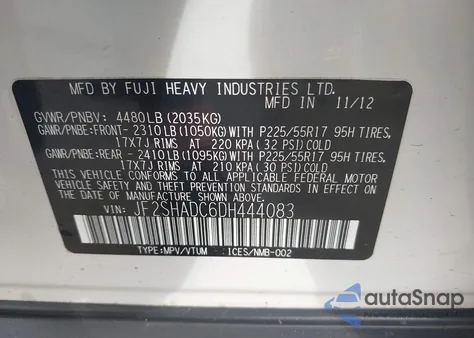 MFD. BY FUJI HEAVY INDUSTRIES LTD.
GVWR/PNBV: 4480LB (2035KG) MFD. IN 11/12
GAWR/PNBE:FRONT- 2310LB(1050KG)WITH P225/55R17 95H TIRES,
17X7J RIMS AT 220 KPA( 32 PSI)COLD
GAWR/PNBE:REAR - 2410LB(1095KG)WITH P225/55R17 95H TIRES,
17X7J RIMS AT 210 KPA( 30 PSI)COLD
THIS VEHICLE CONFORMS TO ALL APPLICABLE FEDERAL MOTOR
VEHICLE SAFETY, BUMPER, AND THEFT PREVENTION STANDARDS
IN EFFECT ON THE DATE OF MANUFACTURE SHOWN ABOVE.
VIN: JF2SHADC6DH444083
TYPE:MPV/VTUM ICES/NMB-002
autoSnap